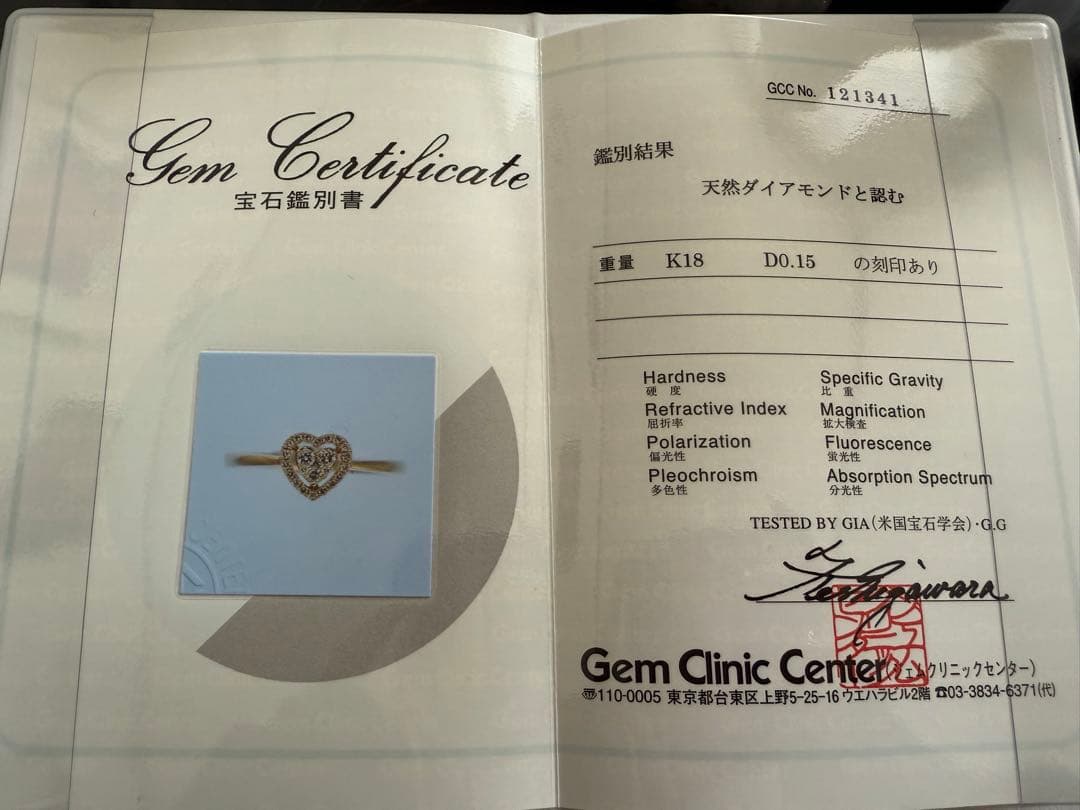 Gem Certificate
宝石鑑別書
GCC No. 121341
鑑別結果
天然ダイアモンドと認む
重量 K18 D0.15 の刻印あり
Hardness
硬度
Specific Gravity
比重
Refractive Index
屈折率
Magnification
拡大検査
Polarization
偏光性
Fluorescence
蛍光性
Pleochroism
多色性
Absorption Spectrum
分光性
TESTED BY GIA(米国宝石学会)・G.G
Gem Clinic Center(ジェムクリニックセンター)
〠110-0005 東京都台東区上野5-25-16 ウエハラビル2階 ☎03-3834-6371(代)